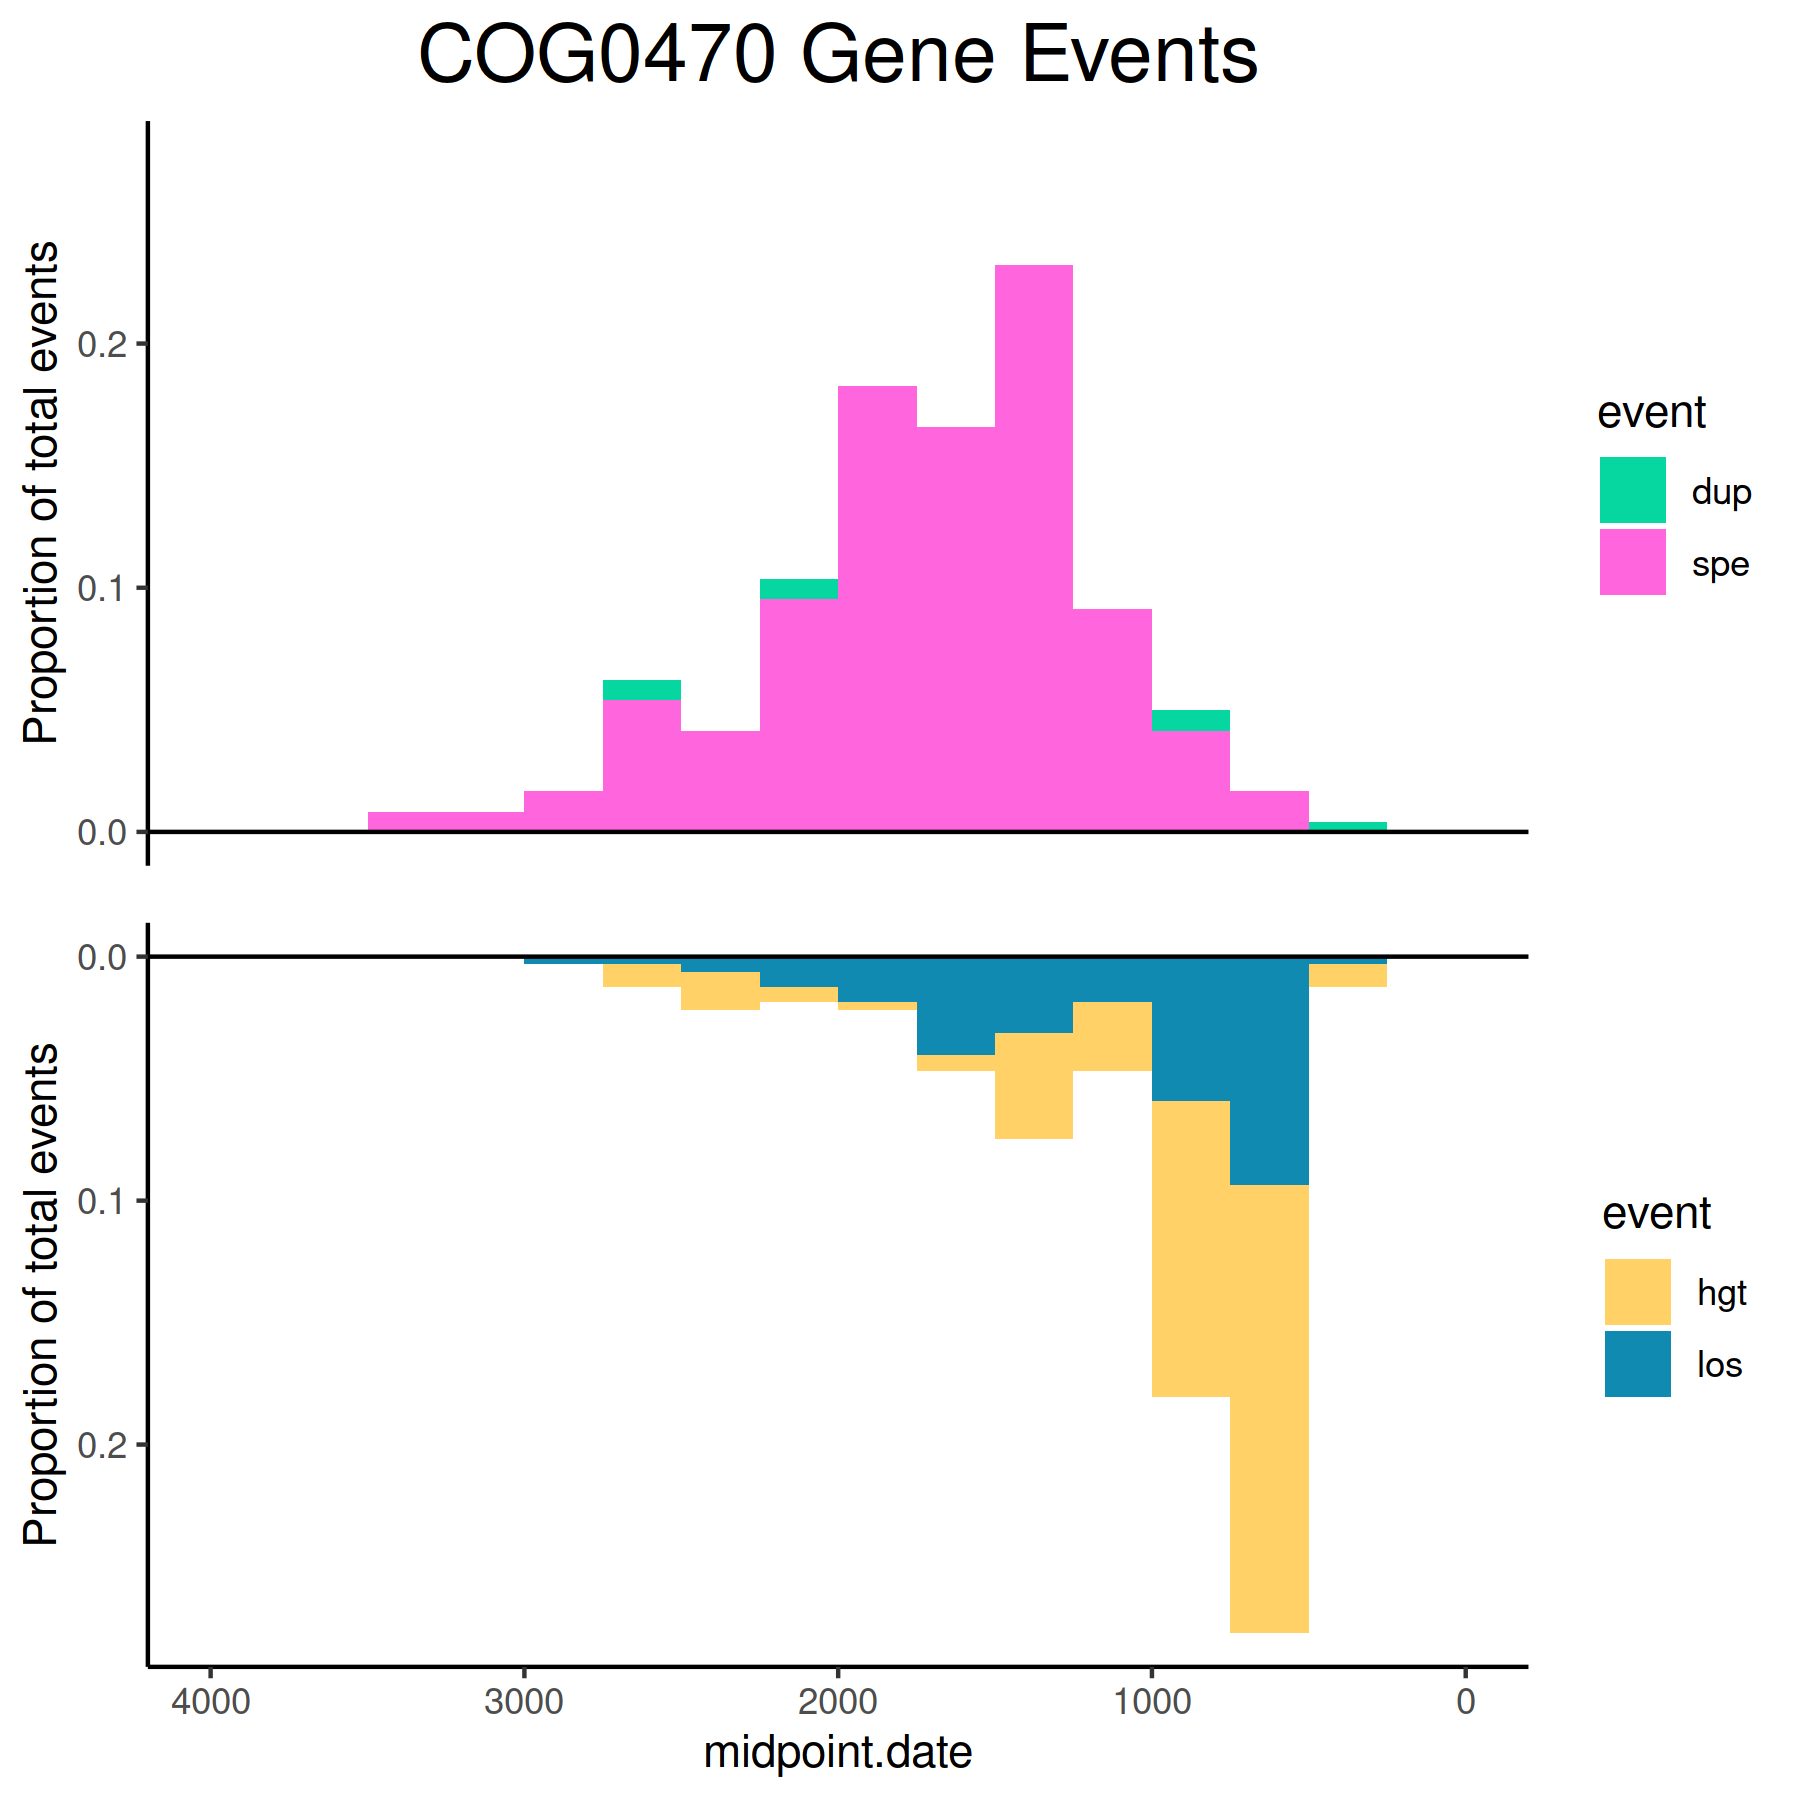 COG0470 Gene Events
Proportion of total events
0.2
0.1
0.0
event
dup
spe
Proportion of total events
0.0
0.1
0.2
event
hgt
los
4000 3000 2000 1000 0
midpoint.date